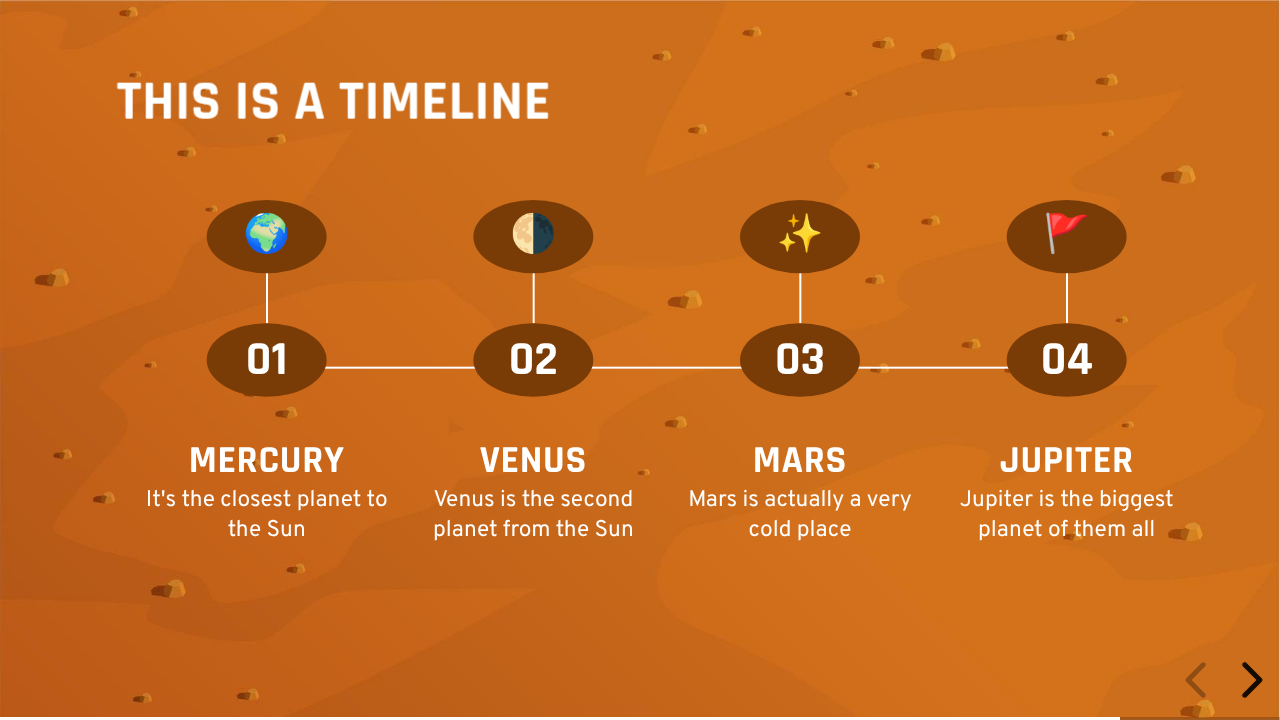 THIS IS A TIMELINE
01 02 03 04
MERCURY
It's the closest planet to
the Sun
VENUS
Venus is the second
planet from the Sun
MARS
Mars is actually a very
cold place
JUPITER
Jupiter is the biggest
planet of them all